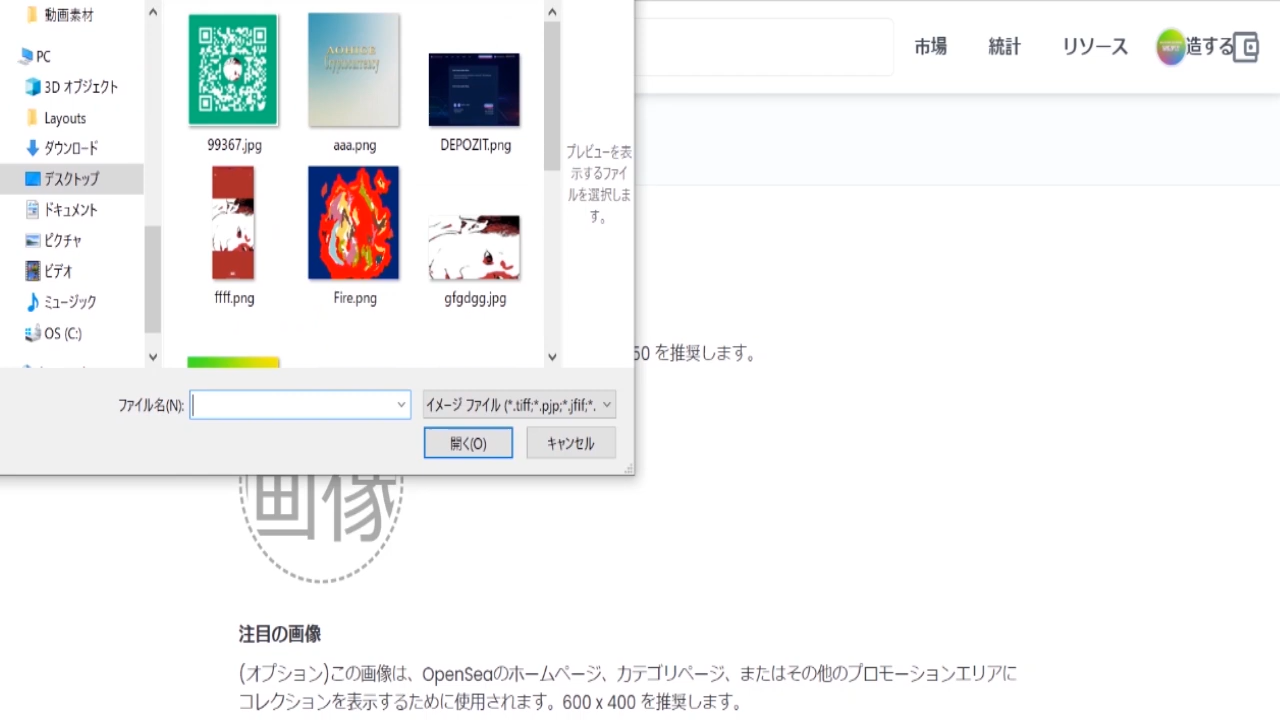 動画素材
PC
3D オブジェクト
Layouts
ダウンロード
デスクトップ
ドキュメント
ピクチャ
ビデオ
ミュージック
OS (C:)
AOHIGE
Cryptocurrency
99367.jpg
aaa.png
DEPOZIT.png
ffff.png
Fire.png
gfgdgg.jpg
プレビューを表
示するファイ
ルを選択しま
す。
ファイル名(N):
イメージ ファイル (*.tiff;*.pjp;*.jfif;*.
開く(O)
キャンセル
市場
統計
リソース
造する
50 を推奨します。
画像
注目の画像
(オプション)この画像は、OpenSeaのホームページ、カテゴリページ、またはその他のプロモーションエリアに
コレクションを表示するために使用されます。600 x 400 を推奨します。